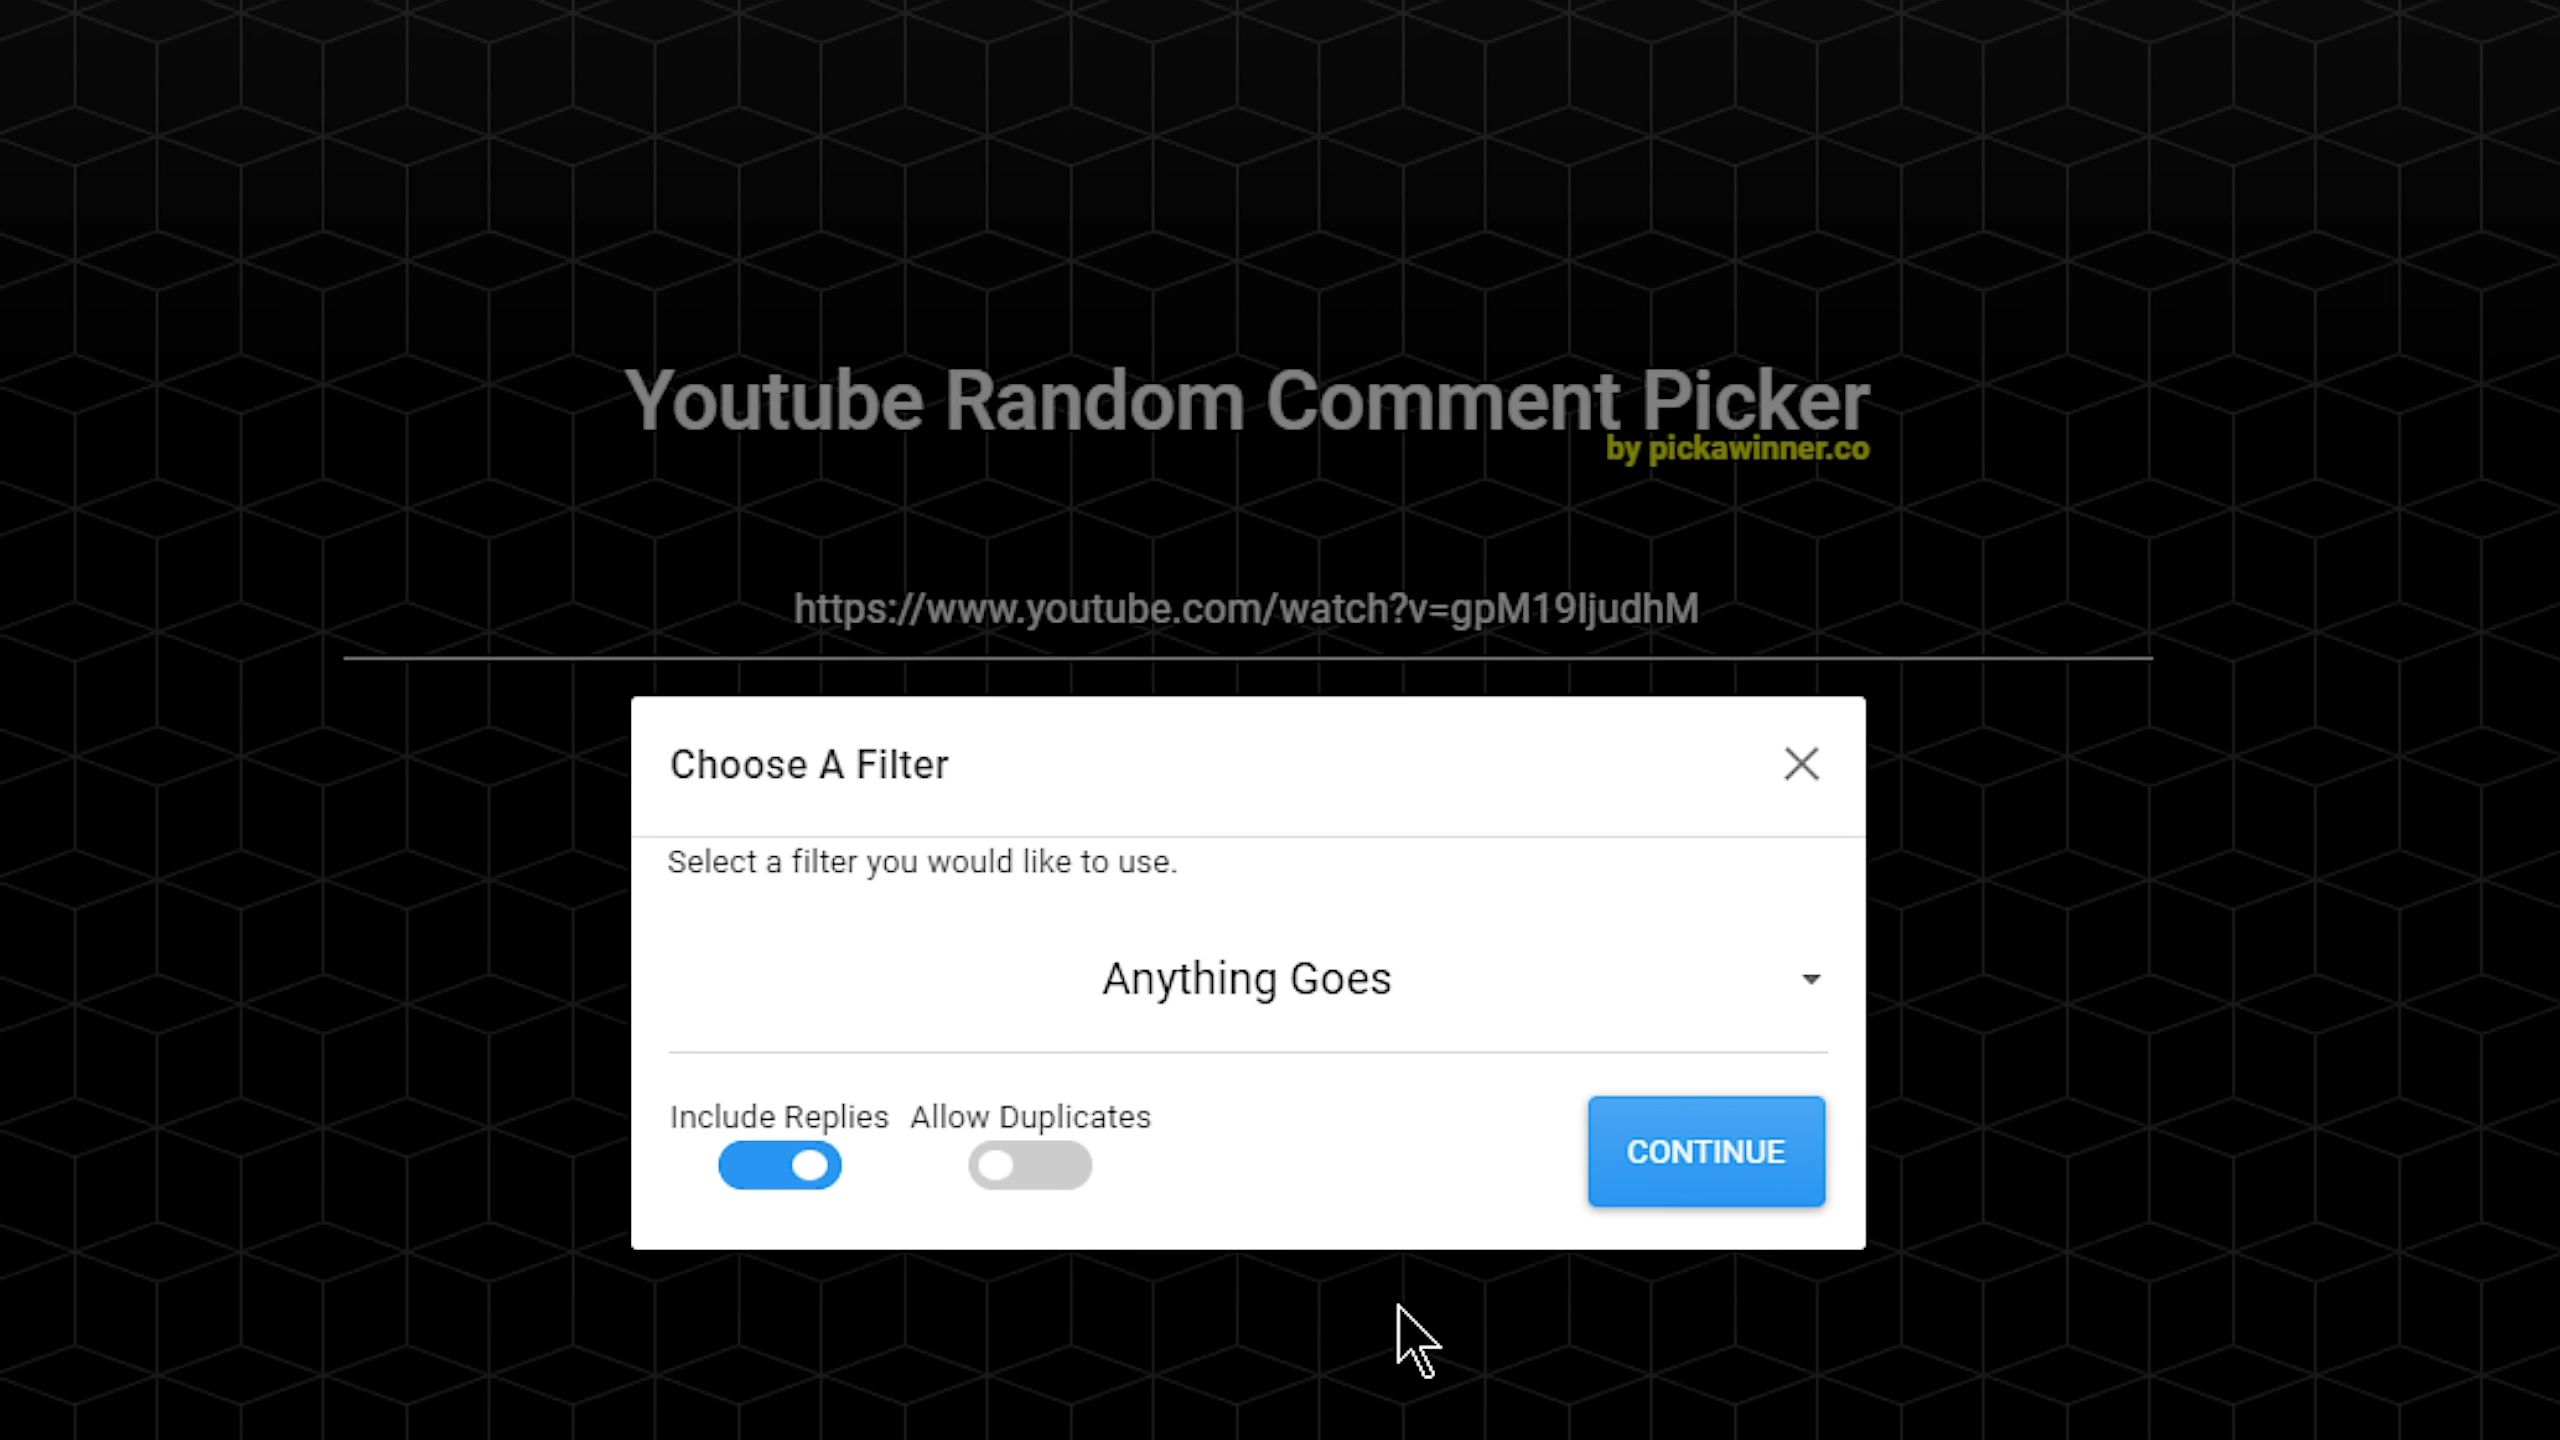 Youtube Random Comment Picker
by pickawinner.co
https://www.youtube.com/watch?v=gpM19ljudhM
Choose A Filter
Select a filter you would like to use.
Anything Goes
Include Replies Allow Duplicates
CONTINUE